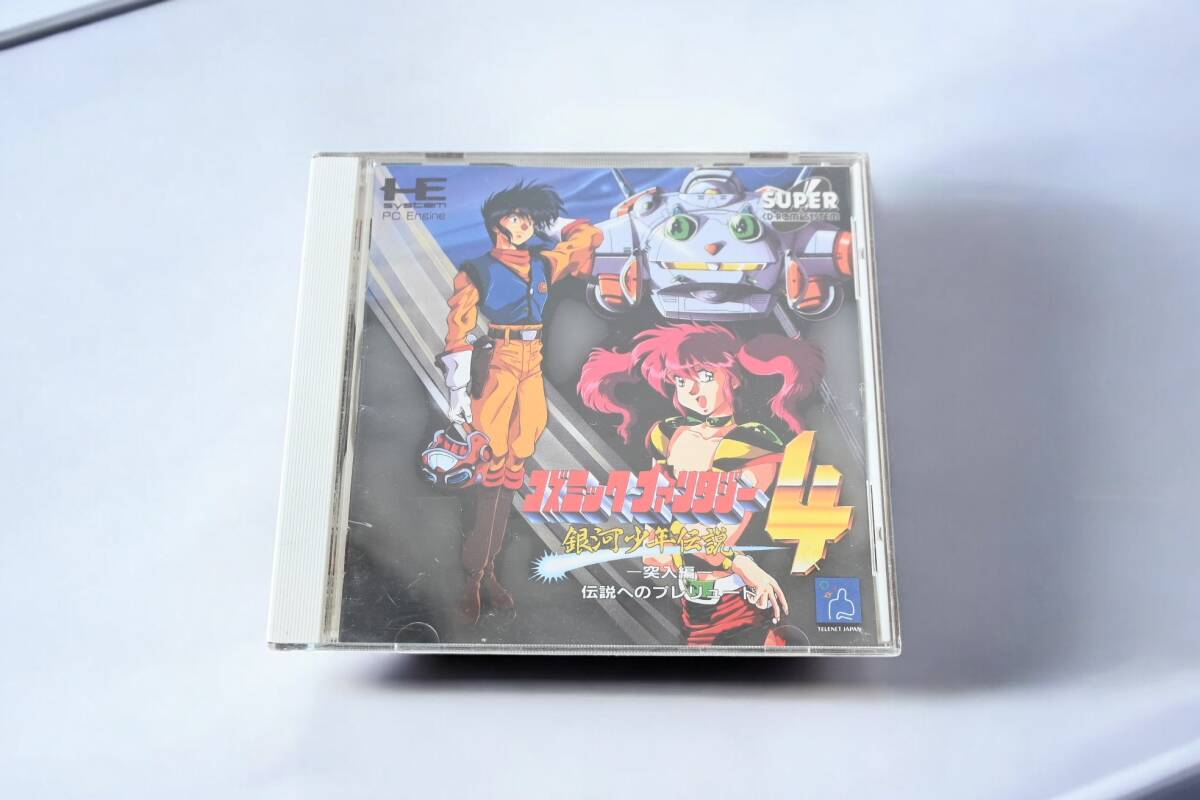 HE
system
PC Engine
SUPER
CD-ROM SYSTEM
コズミック ファンタジー
4
銀河少年伝説
―突入編―
伝説へのプレリュード
TELENET JAPAN